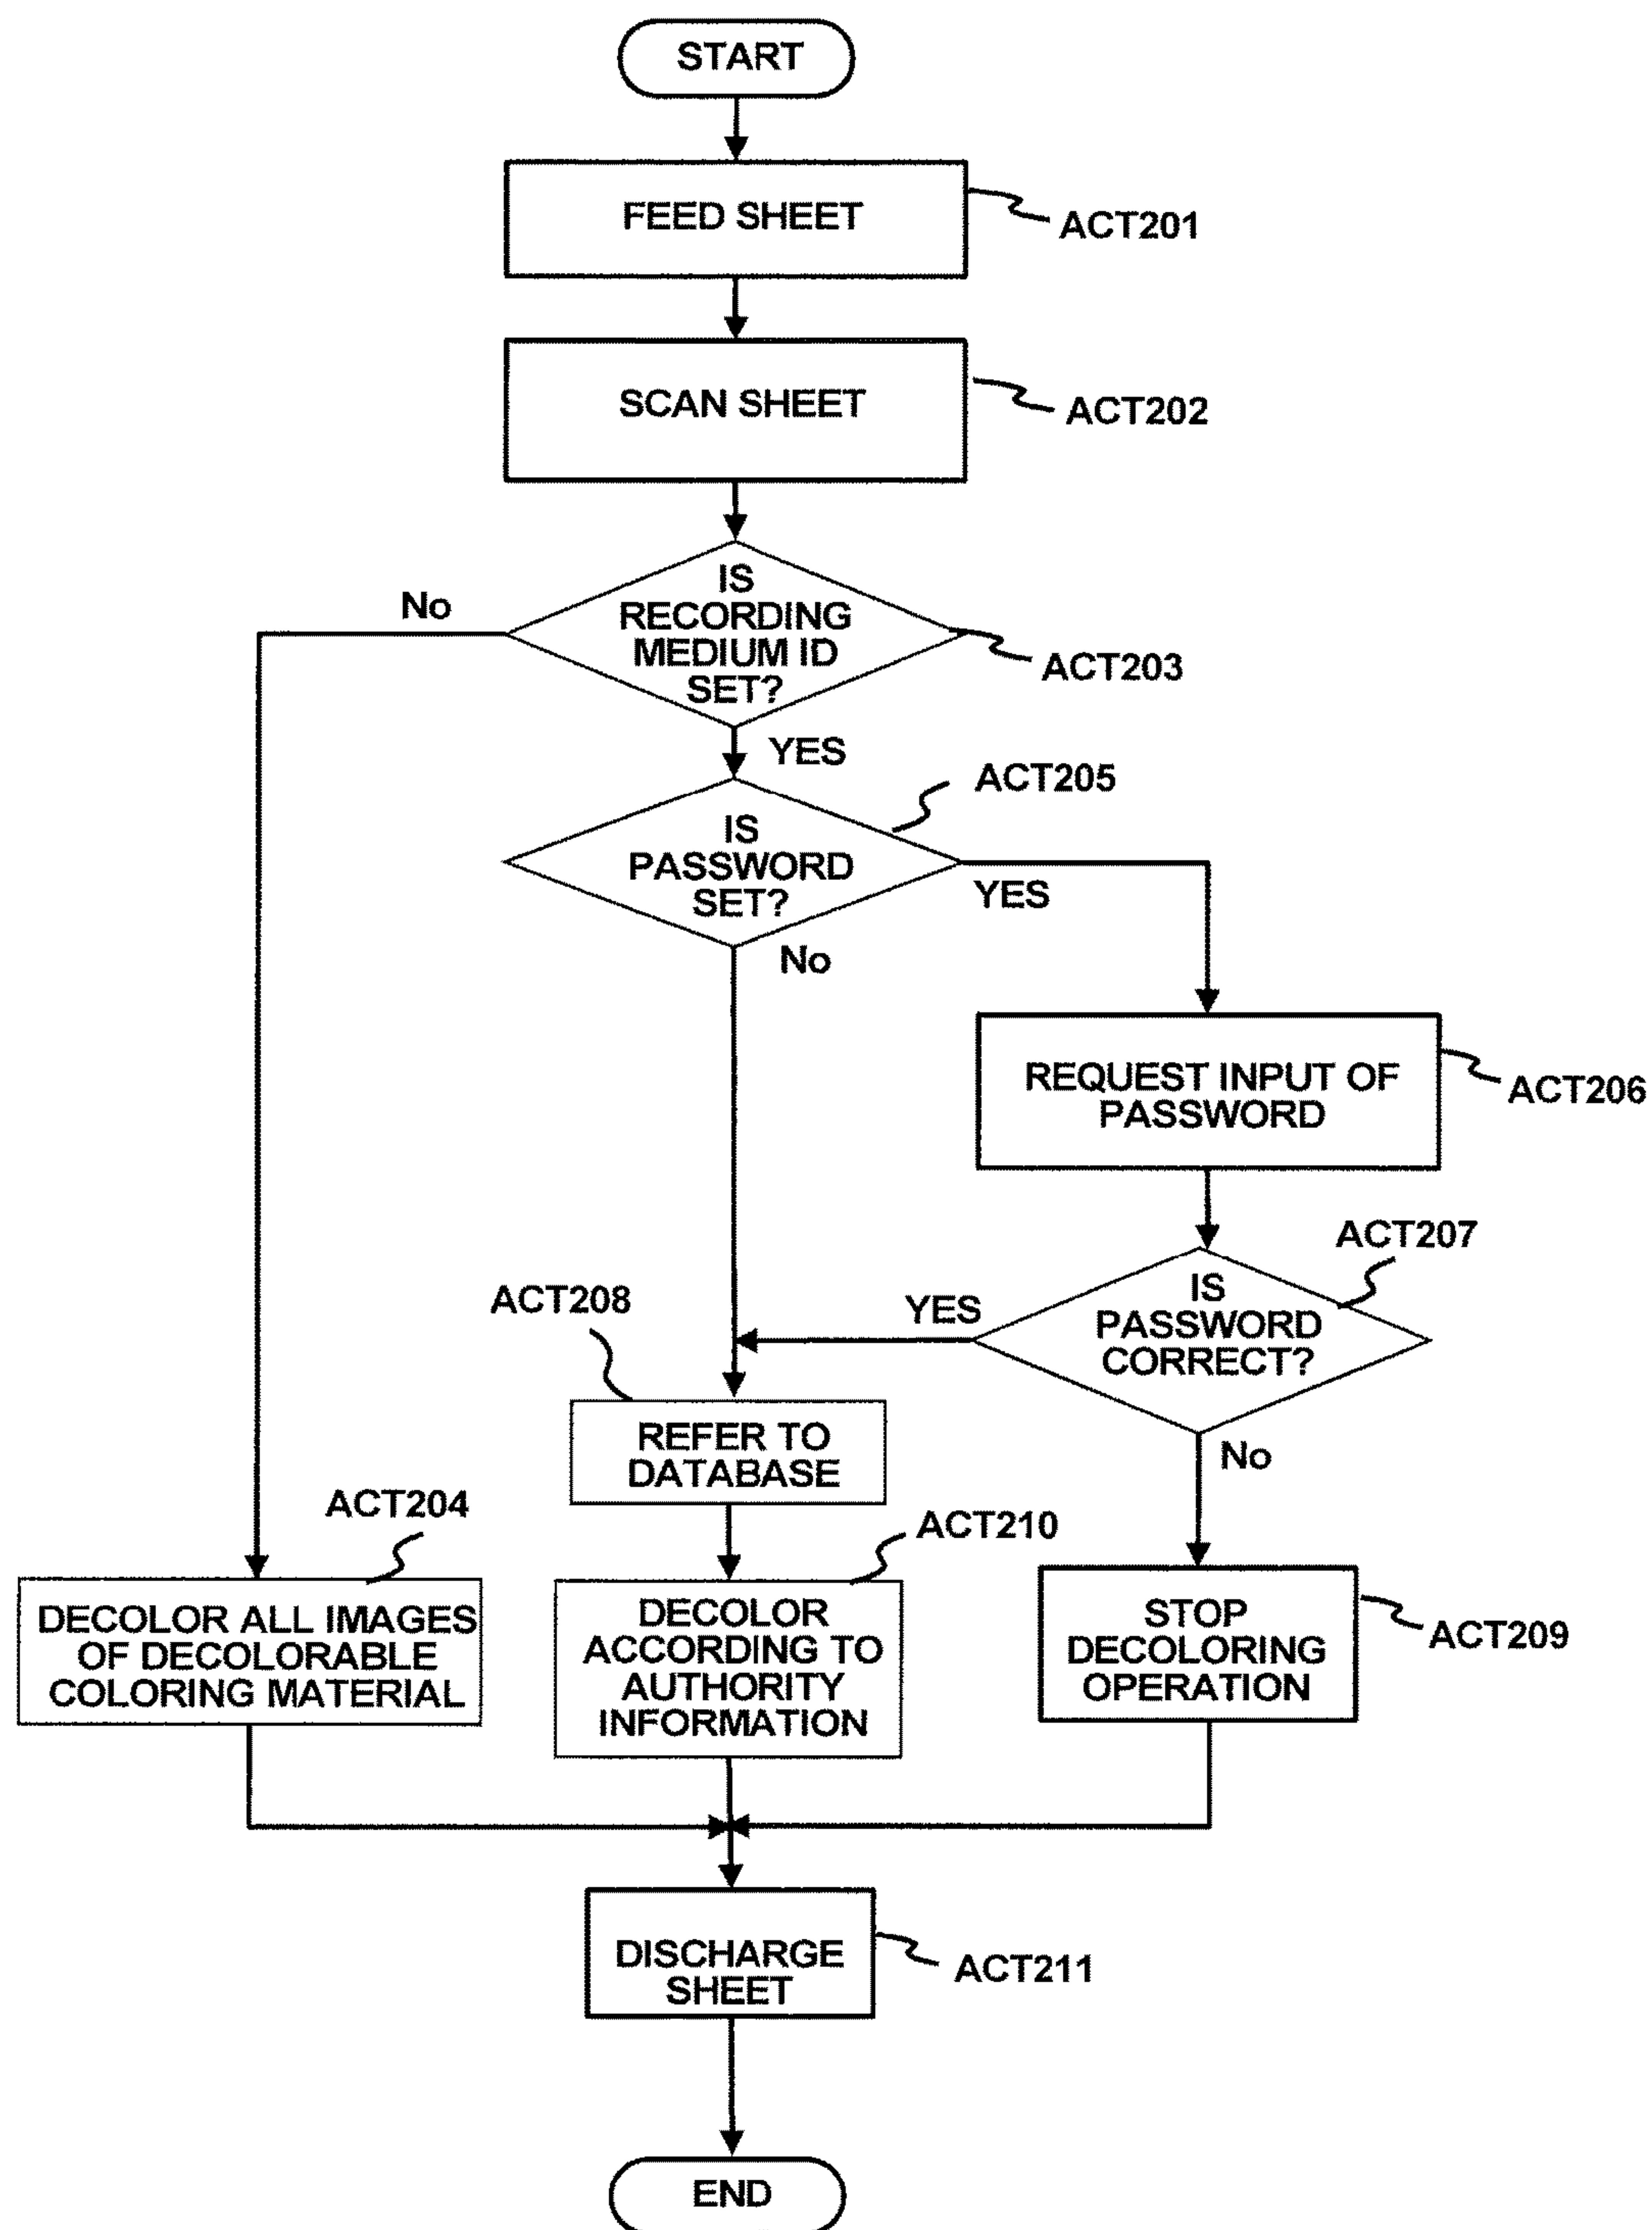 START
FEED SHEET
ACT201
SCAN SHEET
ACT202
IS
RECORDING
MEDIUM ID
SET?
No
ACT203
YES
ACT205
IS
PASSWORD
SET?
YES
No
REQUEST INPUT OF
PASSWORD
ACT206
ACT207
IS
PASSWORD
CORRECT?
YES
No
ACT208
REFER TO
DATABASE
ACT204
DECOLOR ALL IMAGES
OF DECOLORABLE
COLORING MATERIAL
ACT210
DECOLOR
ACCORDING TO
AUTHORITY
INFORMATION
STOP
DECOLORING
OPERATION
ACT209
DISCHARGE
SHEET
ACT211
END